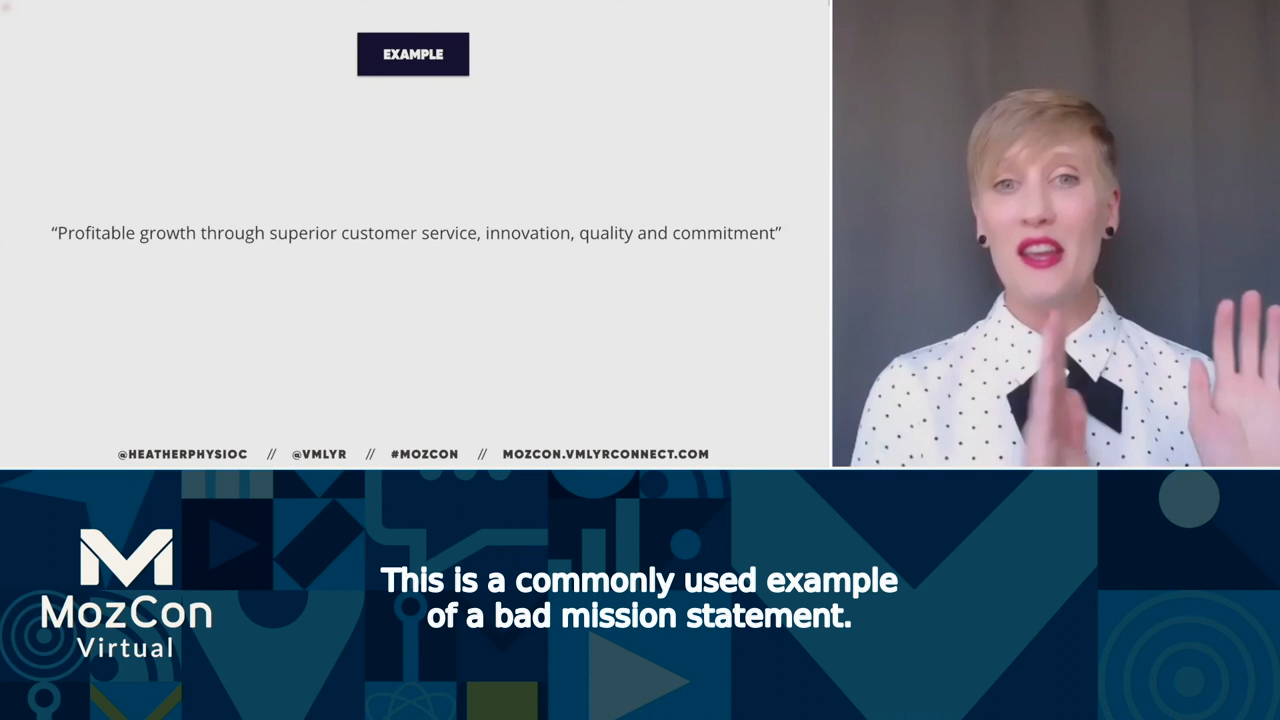 EXAMPLE
“Profitable growth through superior customer service, innovation, quality and commitment”
@HEATHERPHYSIOC // @VMLYR // #MOZCON // MOZCON.VMLYRCONNECT.COM
MozCon
Virtual
This is a commonly used example
of a bad mission statement.